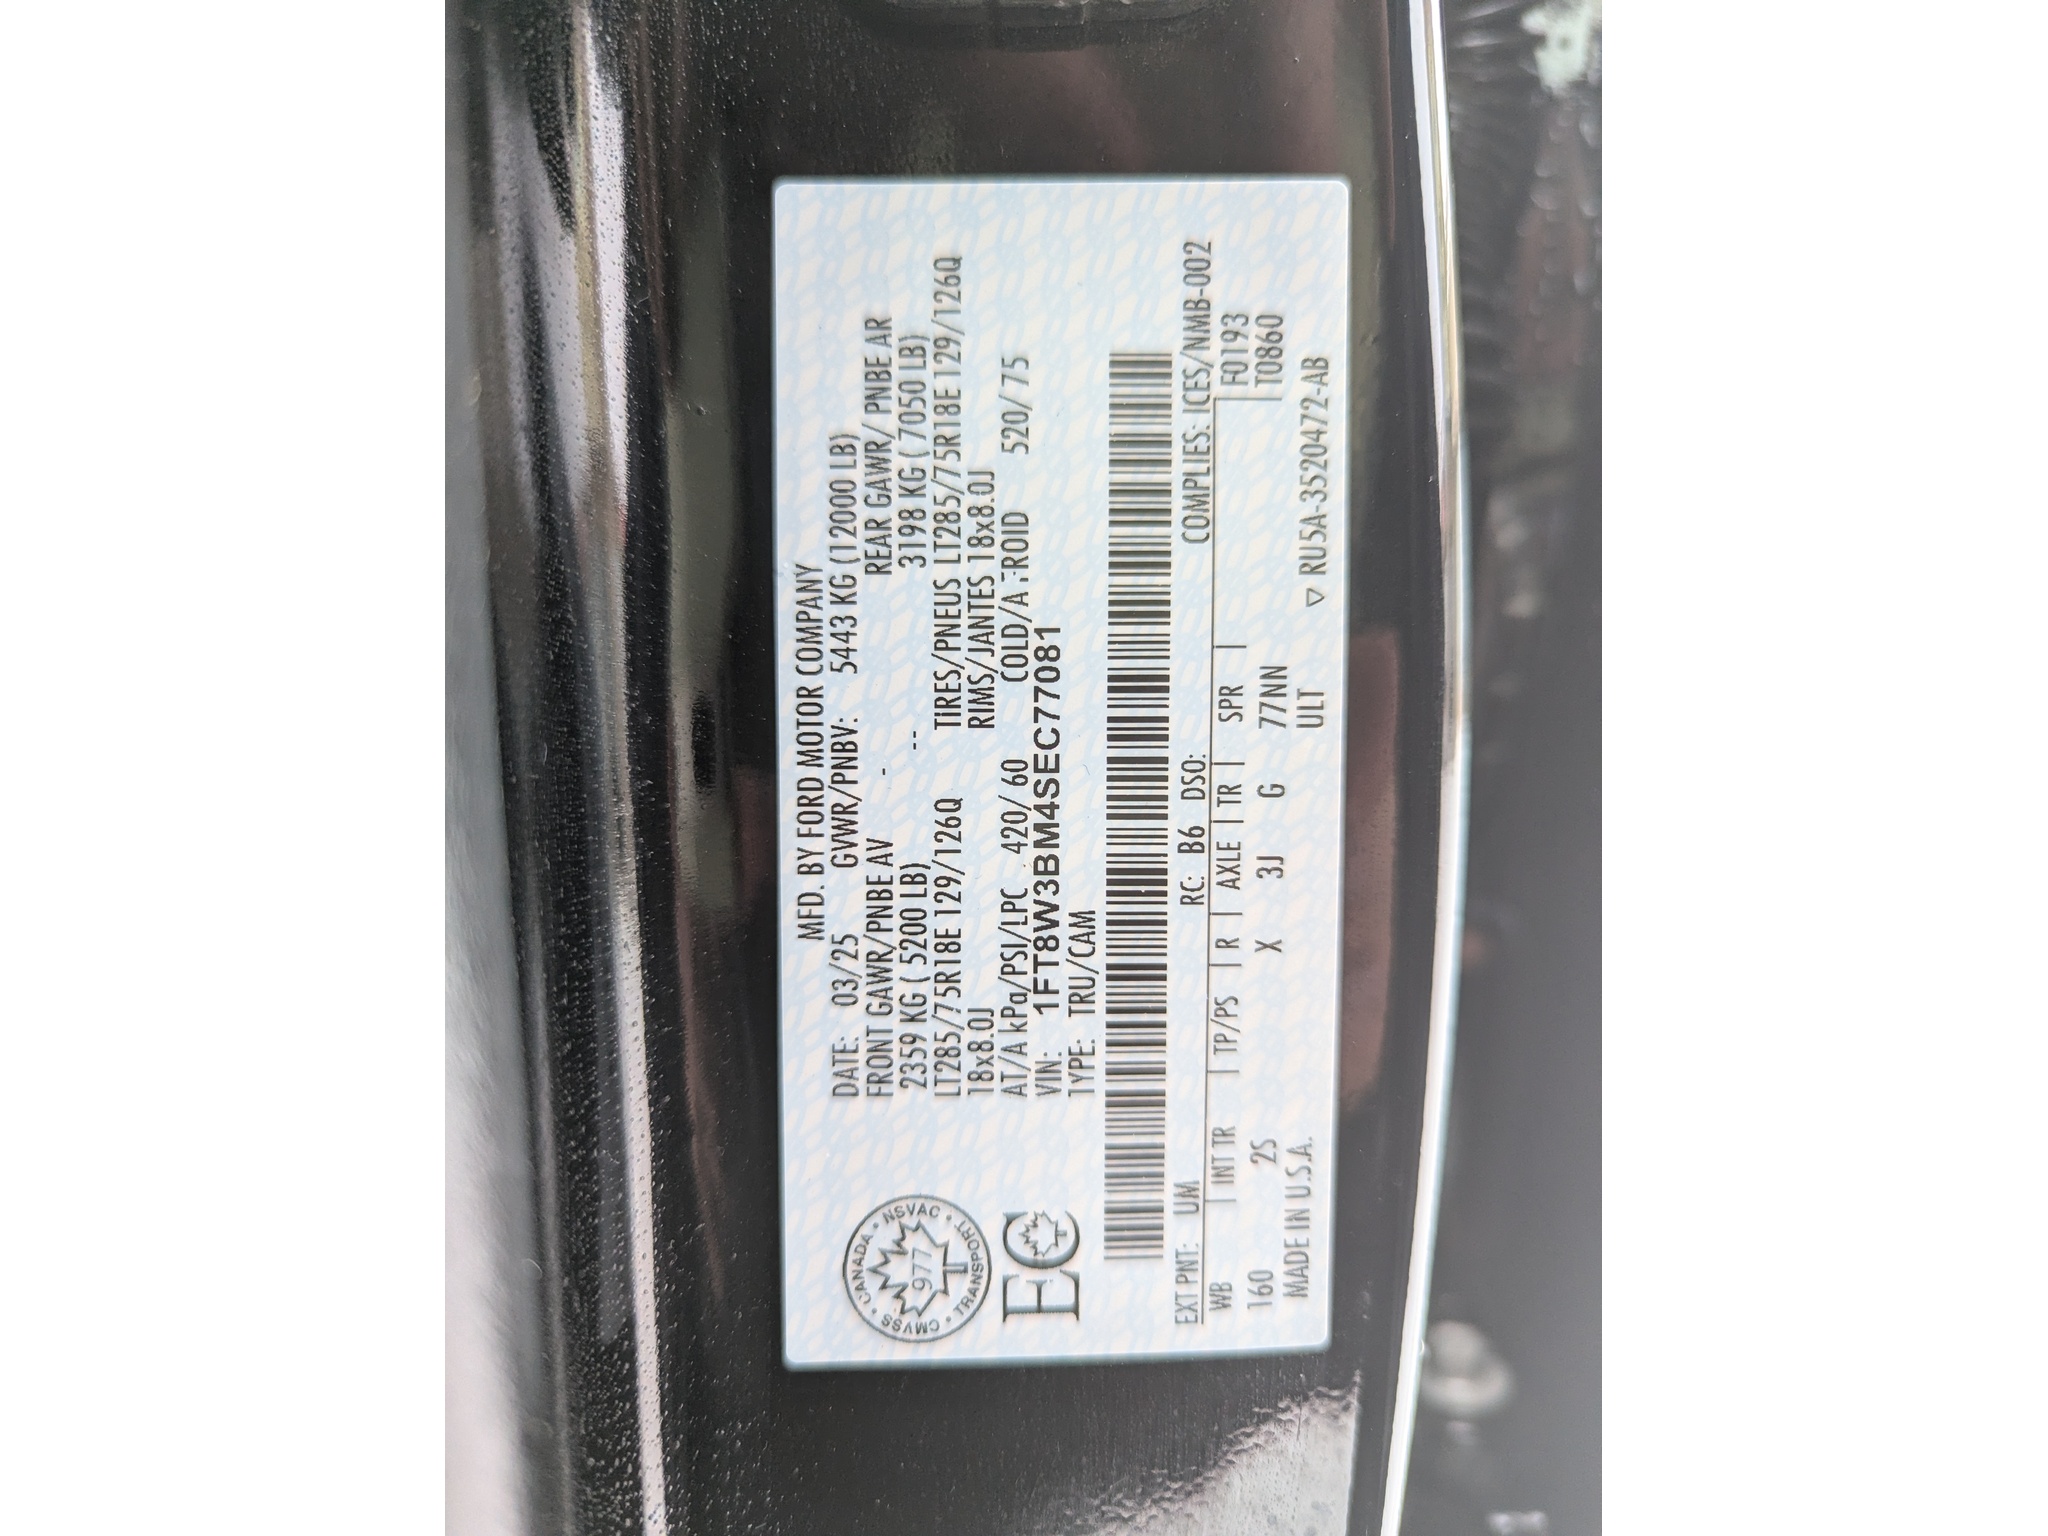 MFD. BY FORD MOTOR COMPANY
DATE: 03/25 GVWR/PNBV: 5443 KG (12000 LB)
FRONT GAWR/PNBE AV - REAR GAWR/ PNBE AR
2359 KG ( 5200 LB) -- 3198 KG ( 7050 LB)
LT285/75R18E 129/126Q TIRES/PNEUS LT285/75R18E 129/126Q
18x8.0J RIMS/JANTES 18x8.0J
AT/A kPa/PSI/LPC 420/ 60 COLD/A FROID 520/ 75
VIN: 1FT8W3BM4SEC77081
TYPE: TRU/CAM
CMVSS • CANADA • NSVAC • TRANSPORT •
977
EC
EXT PNT: UM RC: B6 DSO: COMPLIES: ICES/NMB-002
WB | INT TR | TP/PS | R | AXLE | TR | SPR | F0193
160 2S X 3J G 77NN T0860
MADE IN U.S.A. ULT ▽ RU5A-3520472-AB